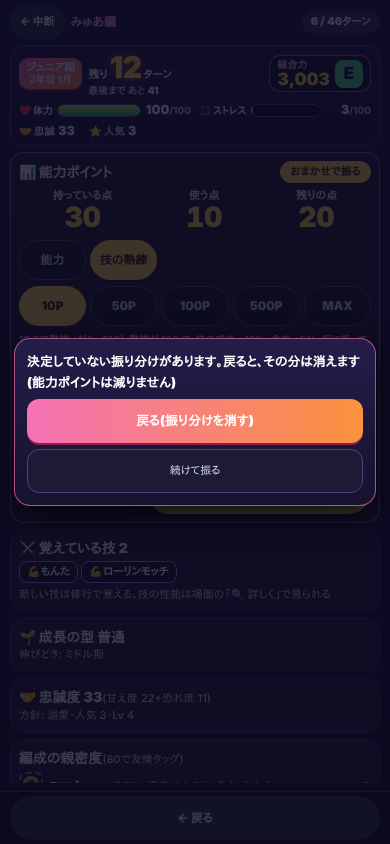 ← 中断 みゅあ編 6 / 46ターン
ジュニア期
2年目 1月
残り 12 ターン
最後まであと 41
総合力
3,003 E
❤️ 体力 100/100 💢 ストレス 3/3
🤝 忠誠 33 ⭐ 人気 3
📊 能力ポイント おまかせで振る
持っている点 使う点 残りの点
30 10 20
能力 技の熟練
10P 50P 100P 500P MAX
決定していない振り分けがあります。戻ると、その分は消えます
(能力ポイントは減りません)
戻る(振り分けを消す)
続けて振る
⚔️ 覚えている技 2
💪もんた 💪ローリンモッチ
新しい技は修行で覚える。技の性能は場面の「🔍 詳しく」で見られる
🌱 成長の型 普通
伸びどき: ミドル期
🤝 忠誠度 33(甘え度 22+恐れ度 11)
方針: 溺愛・人気 3・Lv 4
編成の親密度(80で友情タッグ)
← 戻る